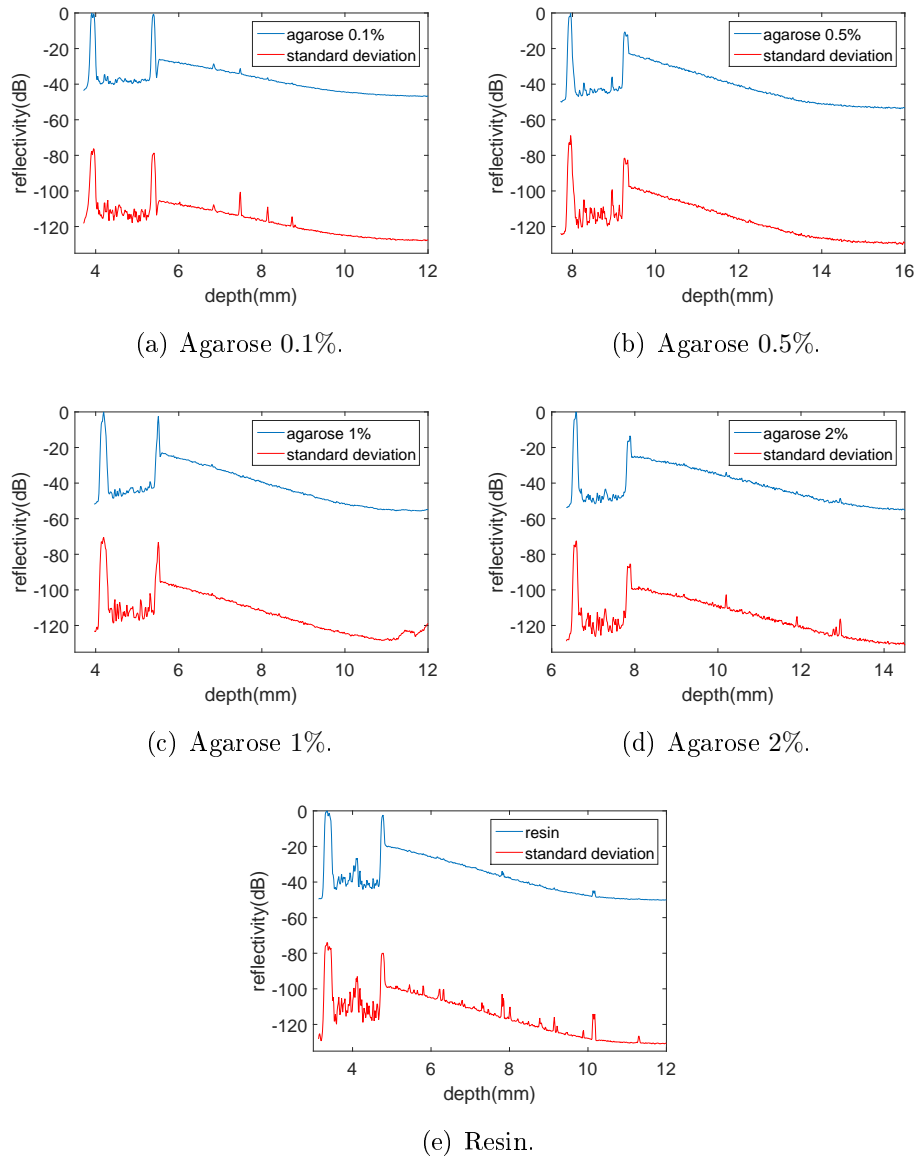 0
-20
-40
-60
-80
-100
-120
reflectivity(dB)
agarose 0.1%
standard deviation
4 6 8 10 12
depth(mm)
(a) Agarose 0.1%.
0
-20
-40
-60
-80
-100
-120
reflectivity(dB)
agarose 0.5%
standard deviation
8 10 12 14 16
depth(mm)
(b) Agarose 0.5%.
0
-20
-40
-60
-80
-100
-120
reflectivity(dB)
agarose 1%
standard deviation
4 6 8 10 12
depth(mm)
(c) Agarose 1%.
0
-20
-40
-60
-80
-100
-120
reflectivity(dB)
agarose 2%
standard deviation
6 8 10 12 14
depth(mm)
(d) Agarose 2%.
0
-20
-40
-60
-80
-100
-120
reflectivity(dB)
resin
standard deviation
4 6 8 10 12
depth(mm)
(e) Resin.